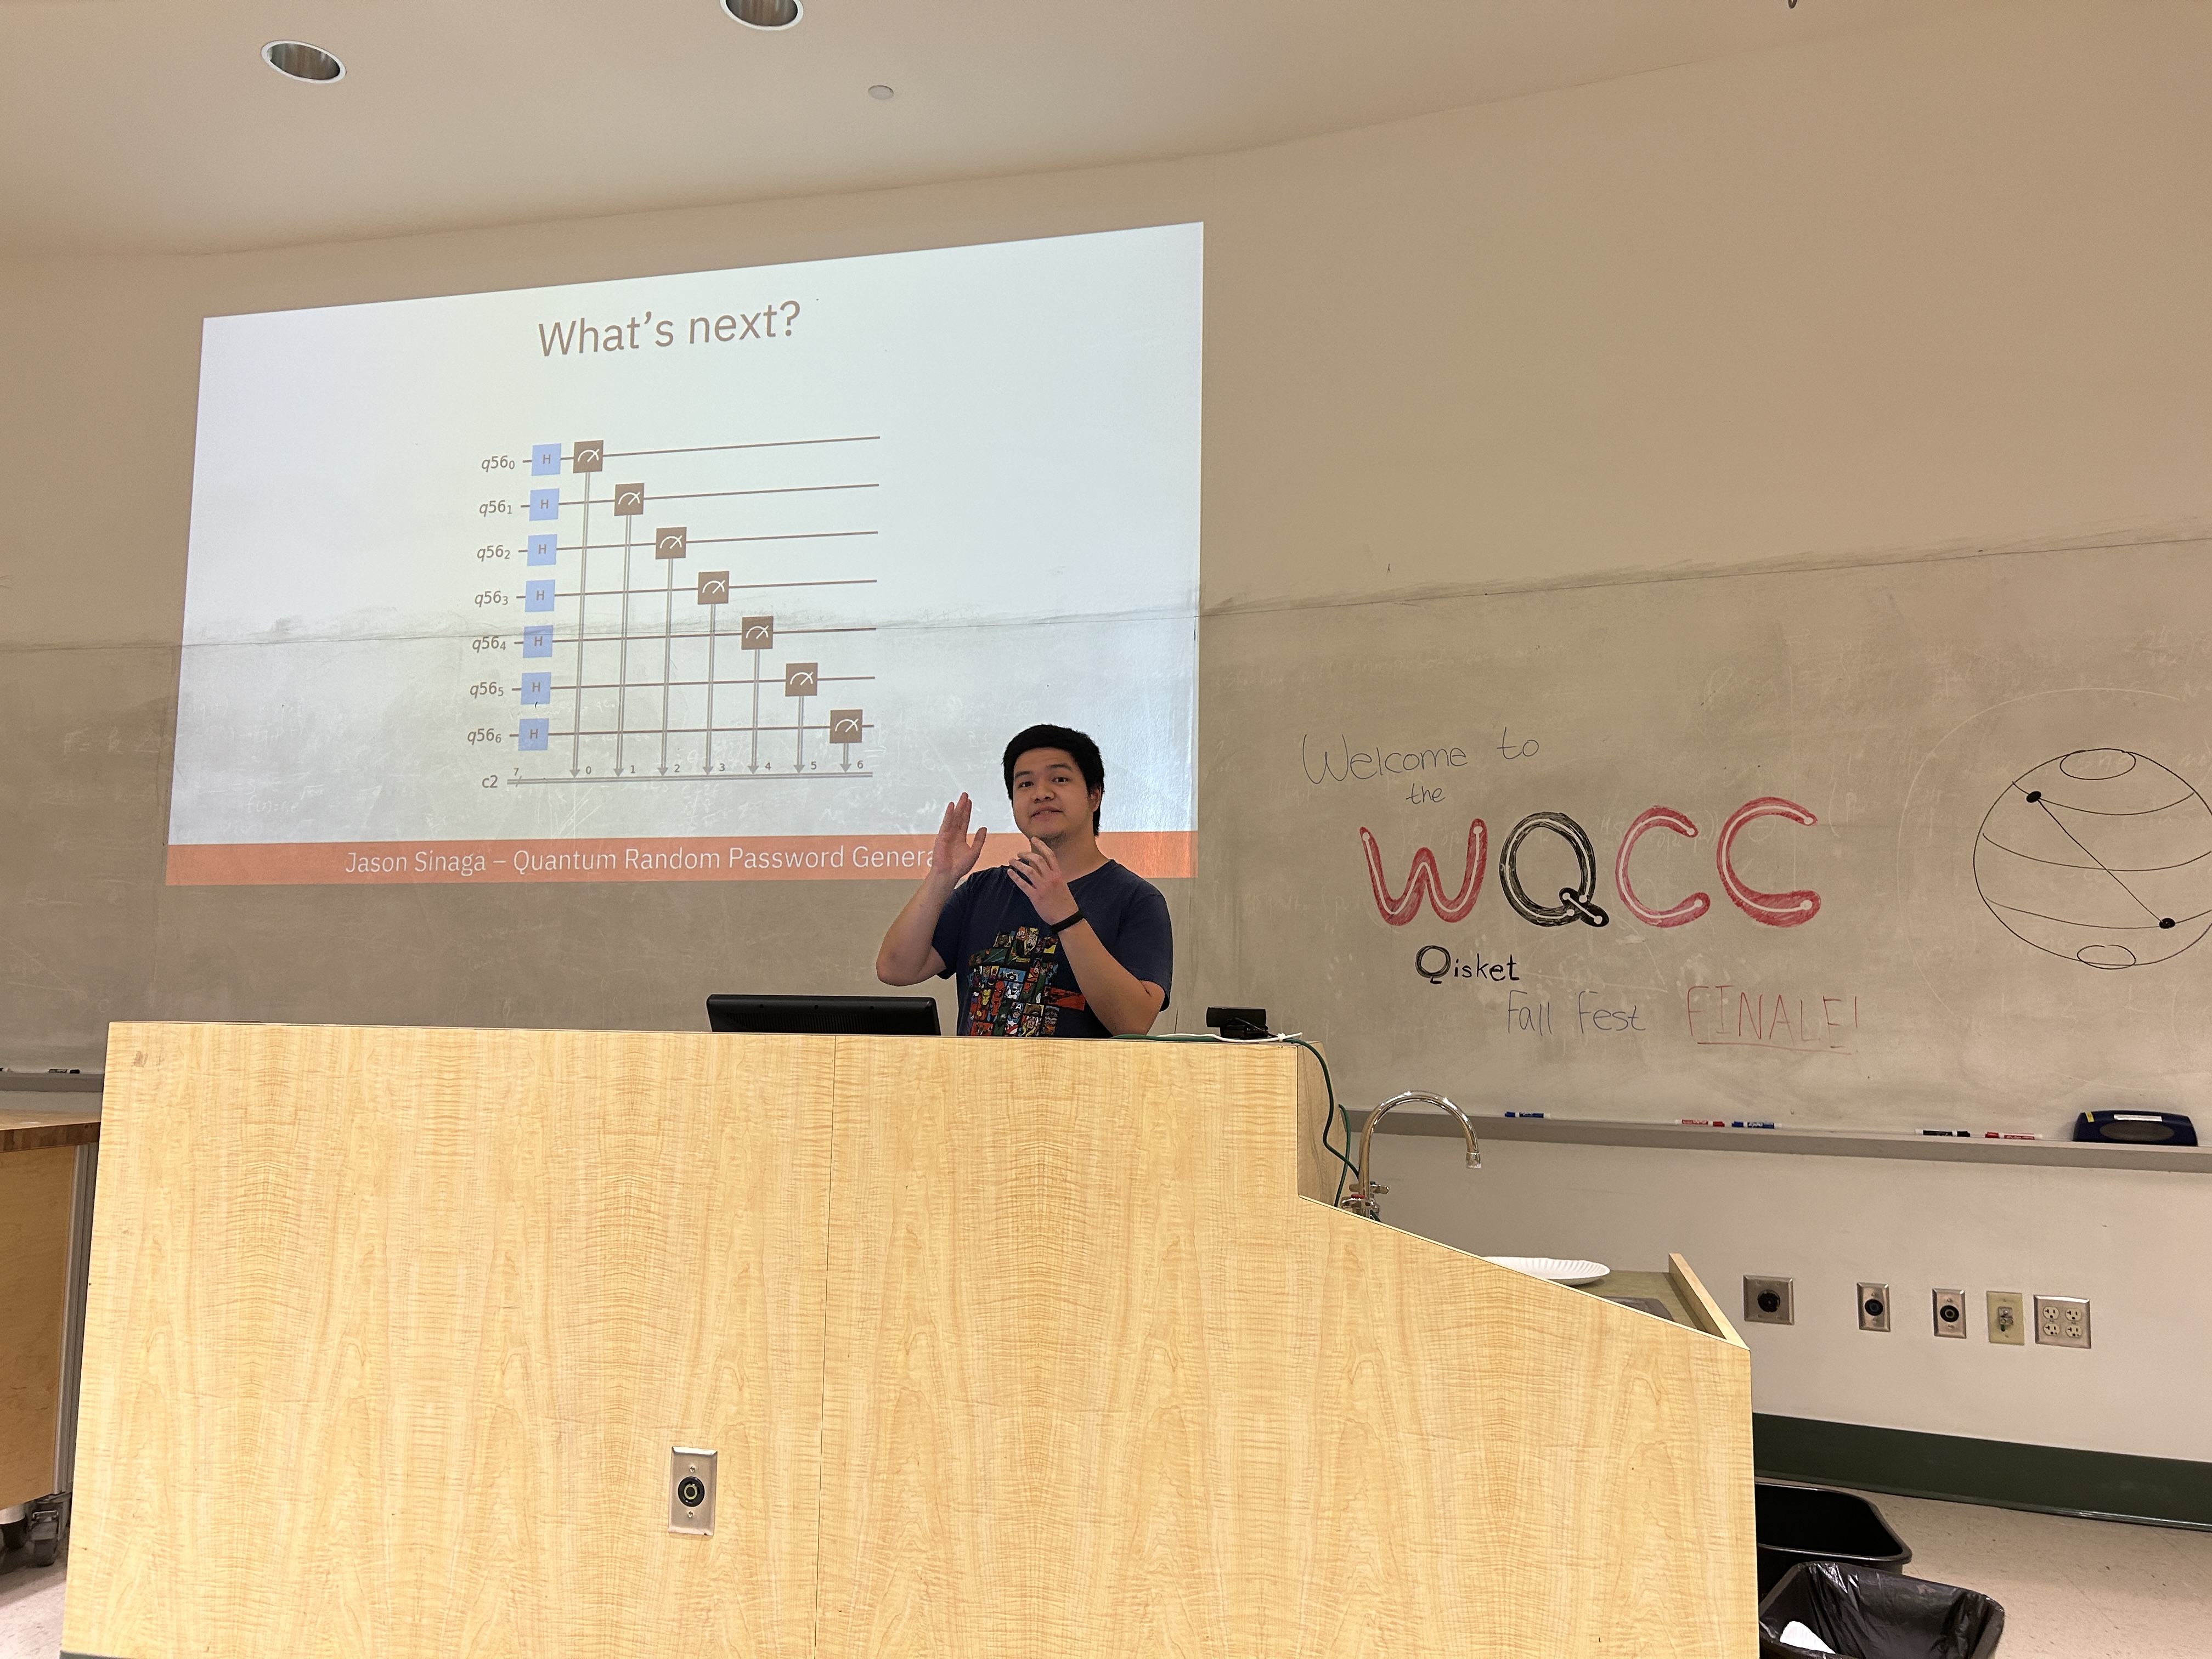 What's next?
q56₀ H
q56₁ H
q56₂ H
q56₃ H
q56₄ H
q56₅ H
q56₆ H
7 0 1 2 3 4 5 6
c2
Jason Sinaga – Quantum Random Password Genera
Welcome to
the
WQCC
Qisket
Fall Fest FINALE!